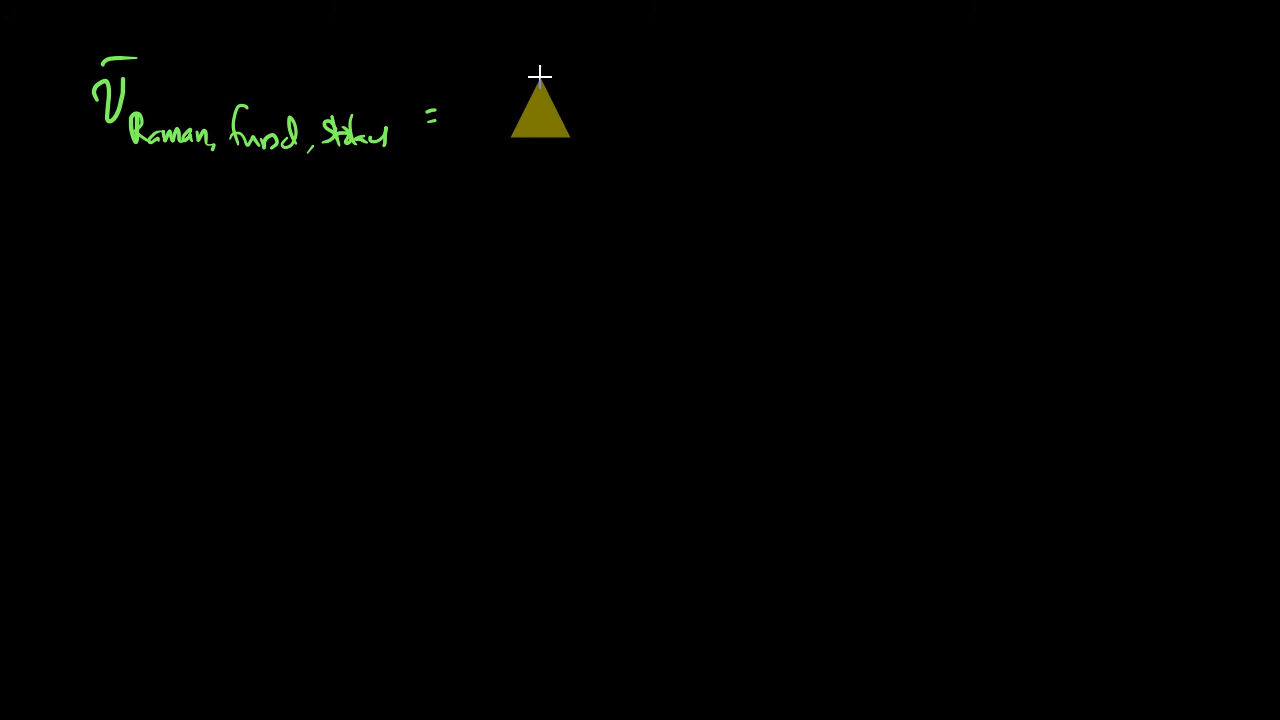 ν̄ Raman, fund, Stokes =